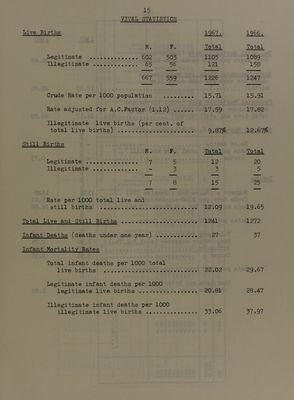 15
VITAL STATISTICS
Live Births 1967. 1966.
M. F. Total Total
Legitimate .............. 602 503 1105 1089
Illegitimate ............. 65 56 121 158
667 559 1226 1247
Crude Rate per 1000 population ........ 15.71 15.91
Rate adjusted for A.C.Factor (1.12) ...... 17.59 17.82
Illegitimate live births (per cent. of
total live births) .................... 9.87% 12.67%
Still Births
M. F. Total Total
Legitimate ............... 7 5 12 20
Illegitimate .............. - 3 3 5
7 8 15 25
Rate per 1000 total live and
still births ...................... 12.09 19.65
Total Live and Still Births ................ 1241 1272
Infant Deaths (deaths under one year) ............ 27 37
Infant Mortality Rates
Total infant deaths per 1000 total
live births ....................... 22.02 29.67
Legitimate infant deaths per 1000
legitimate live births ................ 20.81 28.47
Illegitimate infant deaths per 1000
illegitimate live births .............. 33.06 37.97